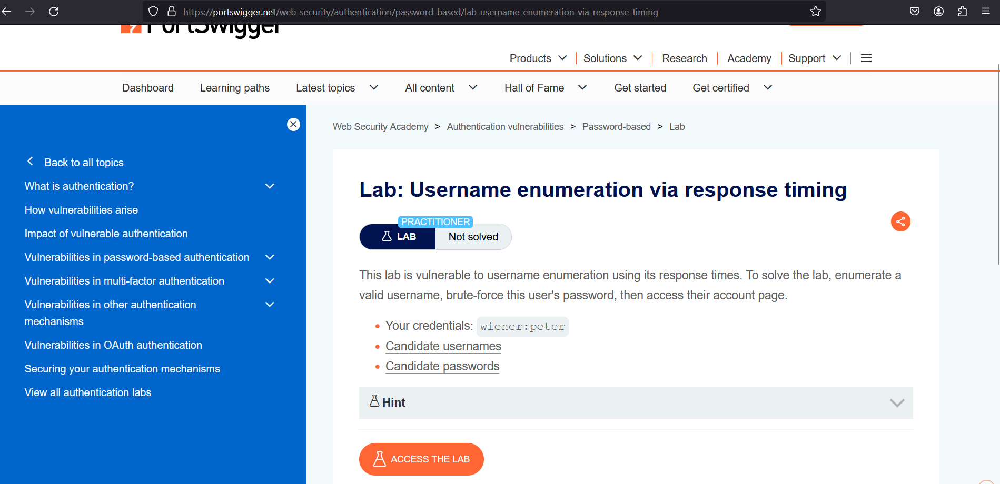 https://portswigger.net/web-security/authentication/password-based/lab-username-enumeration-via-response-timing
PortSwigger
Products Solutions Research Academy Support
Dashboard Learning paths Latest topics All content Hall of Fame Get started Get certified
Back to all topics
What is authentication?
How vulnerabilities arise
Impact of vulnerable authentication
Vulnerabilities in password-based authentication
Vulnerabilities in multi-factor authentication
Vulnerabilities in other authentication
mechanisms
Vulnerabilities in OAuth authentication
Securing your authentication mechanisms
View all authentication labs
Web Security Academy > Authentication vulnerabilities > Password-based > Lab
Lab: Username enumeration via response timing
PRACTITIONER
LAB Not solved
This lab is vulnerable to username enumeration using its response times. To solve the lab, enumerate a
valid username, brute-force this user's password, then access their account page.
• Your credentials: wiener:peter
• Candidate usernames
• Candidate passwords
Hint
ACCESS THE LAB